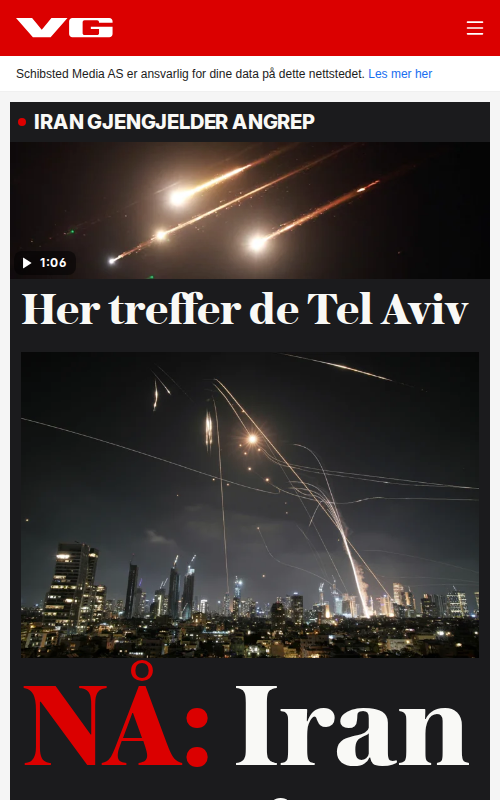 VG
Schibsted Media AS er ansvarlig for dine data på dette nettstedet. Les mer her
IRAN GJENGJELDER ANGREP
1:06
Her treffer de Tel Aviv
NÅ: Iran